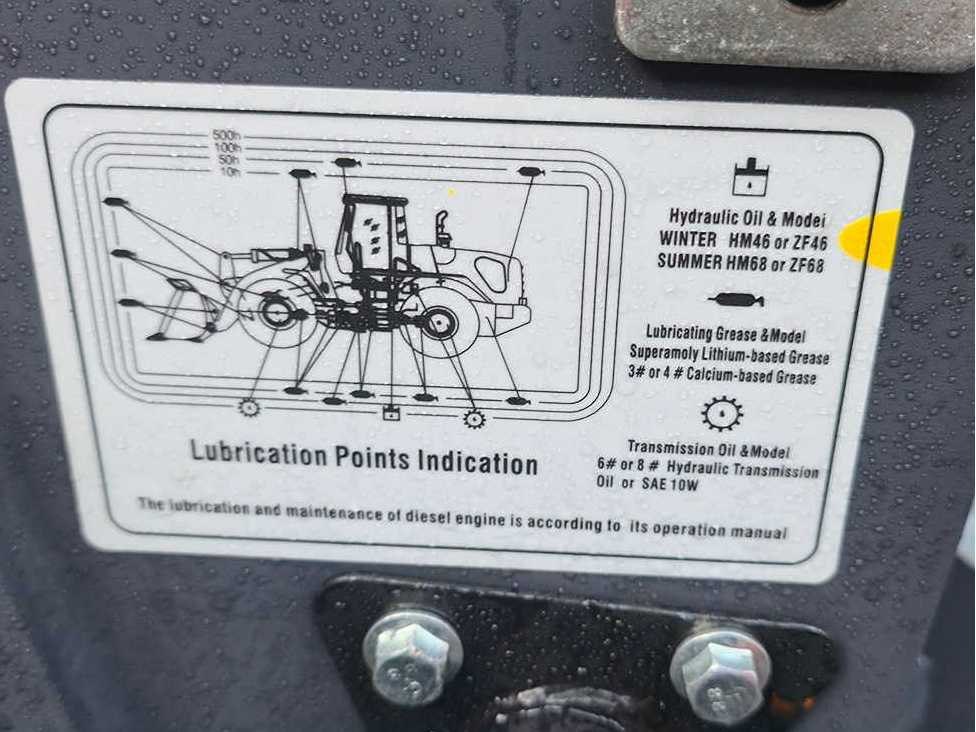 500h
100h
50h
10h
Hydraulic Oil & Model
WINTER HM46 or ZF46
SUMMER HM68 or ZF68
Lubricating Grease & Model
Superamoly Lithium-based Grease
3# or 4 # Calcium-based Grease
Transmission Oil & Model
6# or 8 # Hydraulic Transmission
Oil or SAE 10W
Lubrication Points Indication
The lubrication and maintenance of diesel engine is according to its operation manual